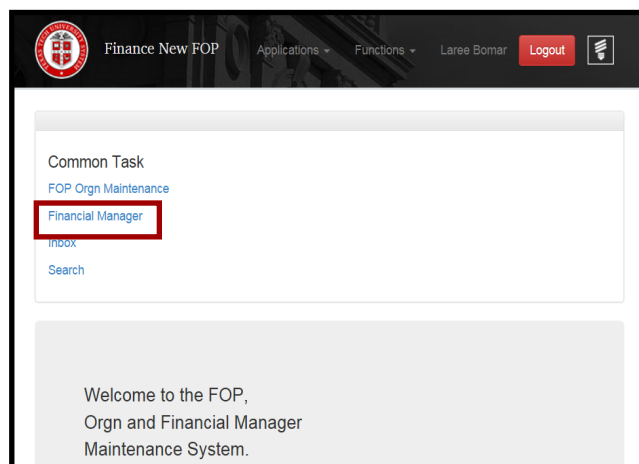 Finance New FOP Applications Functions Laree Bomar Logout
Common Task
FOP Orgn Maintenance
Financial Manager
Inbox
Search
Welcome to the FOP,
Orgn and Financial Manager
Maintenance System.